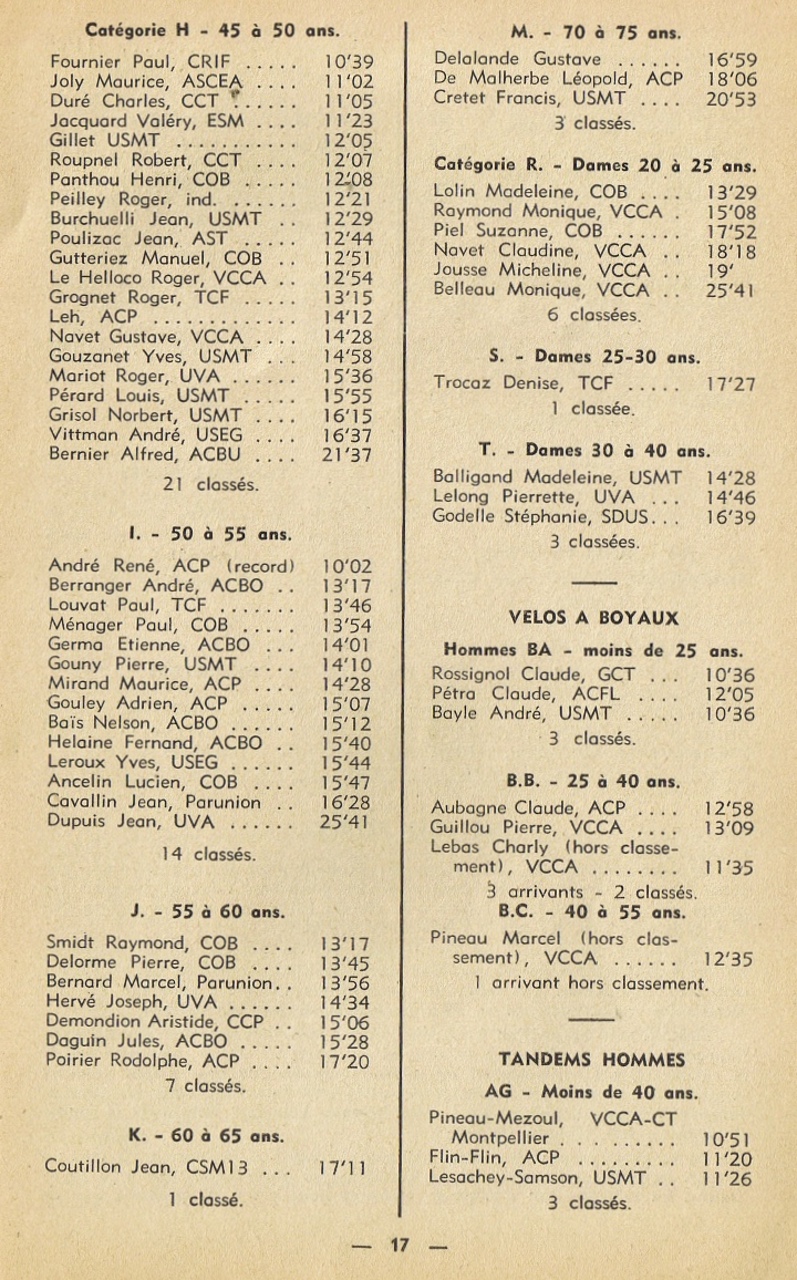 Catégorie H - 45 à 50 ans.
Fournier Paul, CRIF ..... 10'39
Joly Maurice, ASCEA .... 11'02
Duré Charles, CCT ...... 11'05
Jacquard Valéry, ESM .... 11'23
Gillet USMT ........... 12'05
Roupnel Robert, CCT .... 12'07
Panthou Henri, COB ..... 12'08
Peilley Roger, ind. ....... 12'21
Burchuelli Jean, USMT .. 12'29
Poulizac Jean, AST ..... 12'44
Gutteriez Manuel, COB .. 12'51
Le Helloco Roger, VCCA .. 12'54
Grognet Roger, TCF ..... 13'15
Leh, ACP ............. 14'12
Navet Gustave, VCCA .... 14'28
Gouzanet Yves, USMT ... 14'58
Mariot Roger, UVA ...... 15'36
Pérard Louis, USMT ..... 15'55
Grisol Norbert, USMT .... 16'15
Vittman André, USEG .... 16'37
Bernier Alfred, ACBU .... 21'37
21 classés.
I. - 50 à 55 ans.
André René, ACP (record) 10'02
Berranger André, ACBO .. 13'17
Louvat Paul, TCF ....... 13'46
Ménager Paul, COB ..... 13'54
Germa Etienne, ACBO ... 14'01
Gouny Pierre, USMT .... 14'10
Mirand Maurice, ACP .... 14'28
Gouley Adrien, ACP ..... 15'07
Baïs Nelson, ACBO ...... 15'12
Helaine Fernand, ACBO .. 15'40
Leroux Yves, USEG ...... 15'44
Ancelin Lucien, COB .... 15'47
Cavallin Jean, Parunion .. 16'28
Dupuis Jean, UVA ...... 25'41
14 classés.
J. - 55 à 60 ans.
Smidt Raymond, COB .... 13'17
Delorme Pierre, COB .... 13'45
Bernard Marcel, Parunion.. 13'56
Hervé Joseph, UVA ...... 14'34
Demondion Aristide, CCP .. 15'06
Daguin Jules, ACBO ..... 15'28
Poirier Rodolphe, ACP .... 17'20
7 classés.
K. - 60 à 65 ans.
Coutillon Jean, CSM13 ... 17'11
1 classé.
M. - 70 à 75 ans.
Delalande Gustave ...... 16'59
De Malherbe Léopold, ACP 18'06
Cretet Francis, USMT .... 20'53
3 classés.
Catégorie R. - Dames 20 à 25 ans.
Lolin Madeleine, COB .... 13'29
Raymond Monique, VCCA . 15'08
Piel Suzanne, COB ...... 17'52
Navet Claudine, VCCA .. 18'18
Jousse Micheline, VCCA .. 19'
Belleau Monique, VCCA .. 25'41
6 classées.
S. - Dames 25-30 ans.
Trocaz Denise, TCF ..... 17'27
1 classée.
T. - Dames 30 à 40 ans.
Balligand Madeleine, USMT 14'28
Lelong Pierrette, UVA ... 14'46
Godelle Stéphanie, SDUS... 16'39
3 classées.
VELOS A BOYAUX
Hommes BA - moins de 25 ans.
Rossignol Claude, GCT ... 10'36
Pétra Claude, ACFL .... 12'05
Bayle André, USMT ..... 10'36
3 classés.
B.B. - 25 à 40 ans.
Aubagne Claude, ACP .... 12'58
Guillou Pierre, VCCA .... 13'09
Lebas Charly (hors classe-
ment), VCCA ........ 11'35
3 arrivants - 2 classés.
B.C. - 40 à 55 ans.
Pineau Marcel (hors clas-
sement), VCCA ...... 12'35
1 arrivant hors classement.
TANDEMS HOMMES
AG - Moins de 40 ans.
Pineau-Mezoul, VCCA-CT
Montpellier ......... 10'51
Flin-Flin, ACP ......... 11'20
Lesachey-Samson, USMT .. 11'26
3 classés.
— 17 —